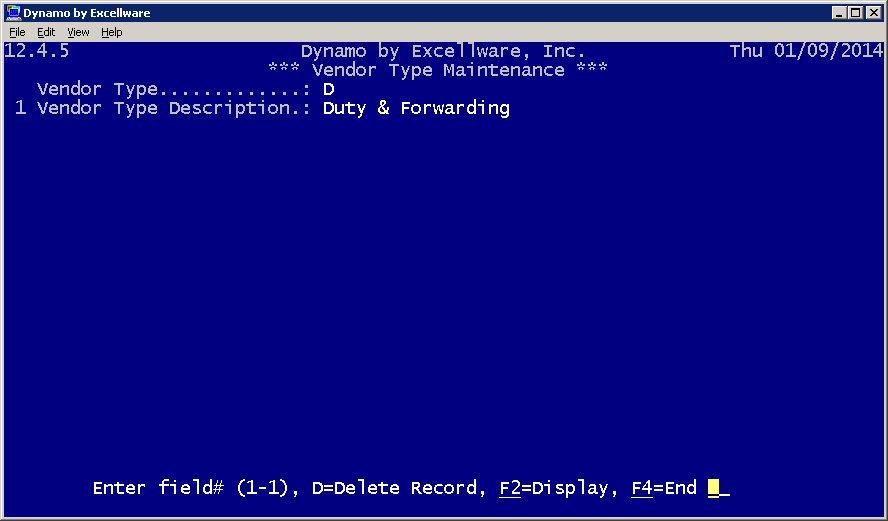 Dynamo by Excellware
File Edit View Help
12.4.5 Dynamo by Excellware, Inc. Thu 01/09/2014
*** Vendor Type Maintenance ***
Vendor Type.............: D
1 Vendor Type Description.: Duty & Forwarding
Enter field# (1-1), D=Delete Record, F2=Display, F4=End